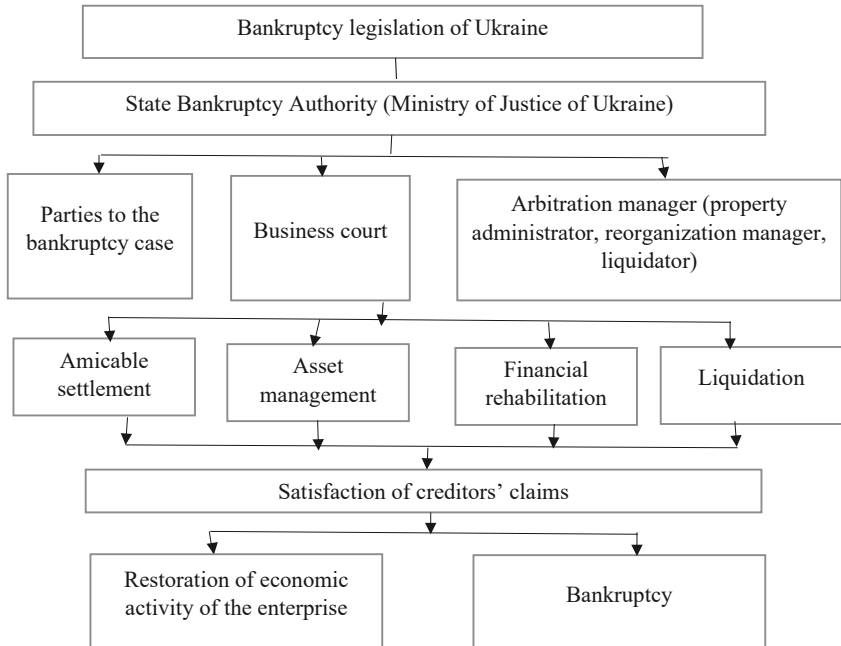 Bankruptcy legislation of Ukraine
State Bankruptcy Authority (Ministry of Justice of Ukraine)
Parties to the
bankruptcy case
Business court
Arbitration manager (property
administrator, reorganization manager,
liquidator)
Amicable
settlement
Asset
management
Financial
rehabilitation
Liquidation
Satisfaction of creditors’ claims
Restoration of economic
activity of the enterprise
Bankruptcy